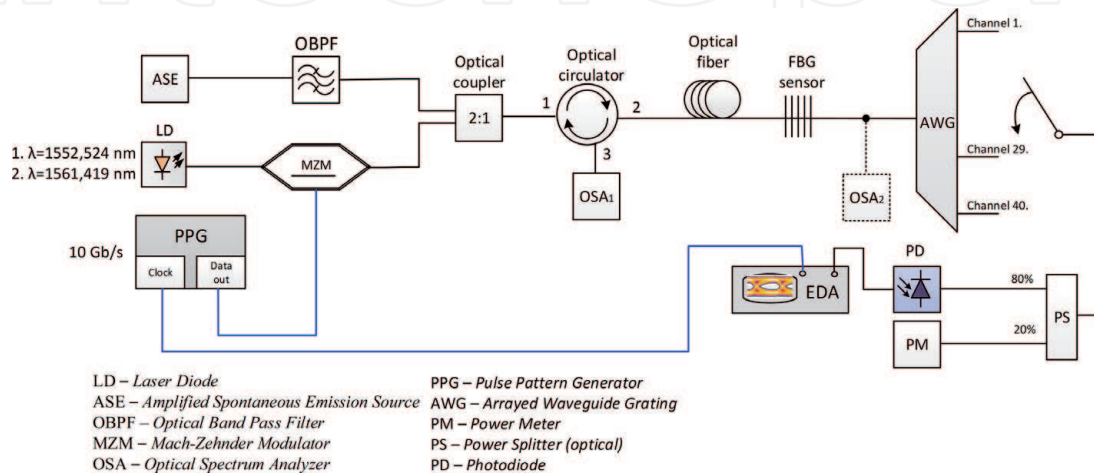 OBPF
ASE
Optical coupler
2:1
Optical circulator
1
2
3
OSA1
Optical fiber
FBG sensor
OSA2
AWG
Channel 1.
Channel 29.
Channel 40.
LD
1. λ=1552,524 nm
2. λ=1561,419 nm
MZM
10 Gb/s
PPG
Clock
Data out
EDA
PD
80%
PM
20%
PS
LD – Laser Diode
ASE – Amplified Spontaneous Emission Source
OBPF – Optical Band Pass Filter
MZM – Mach-Zehnder Modulator
OSA – Optical Spectrum Analyzer
PPG – Pulse Pattern Generator
AWG – Arrayed Waveguide Grating
PM – Power Meter
PS – Power Splitter (optical)
PD – Photodiode